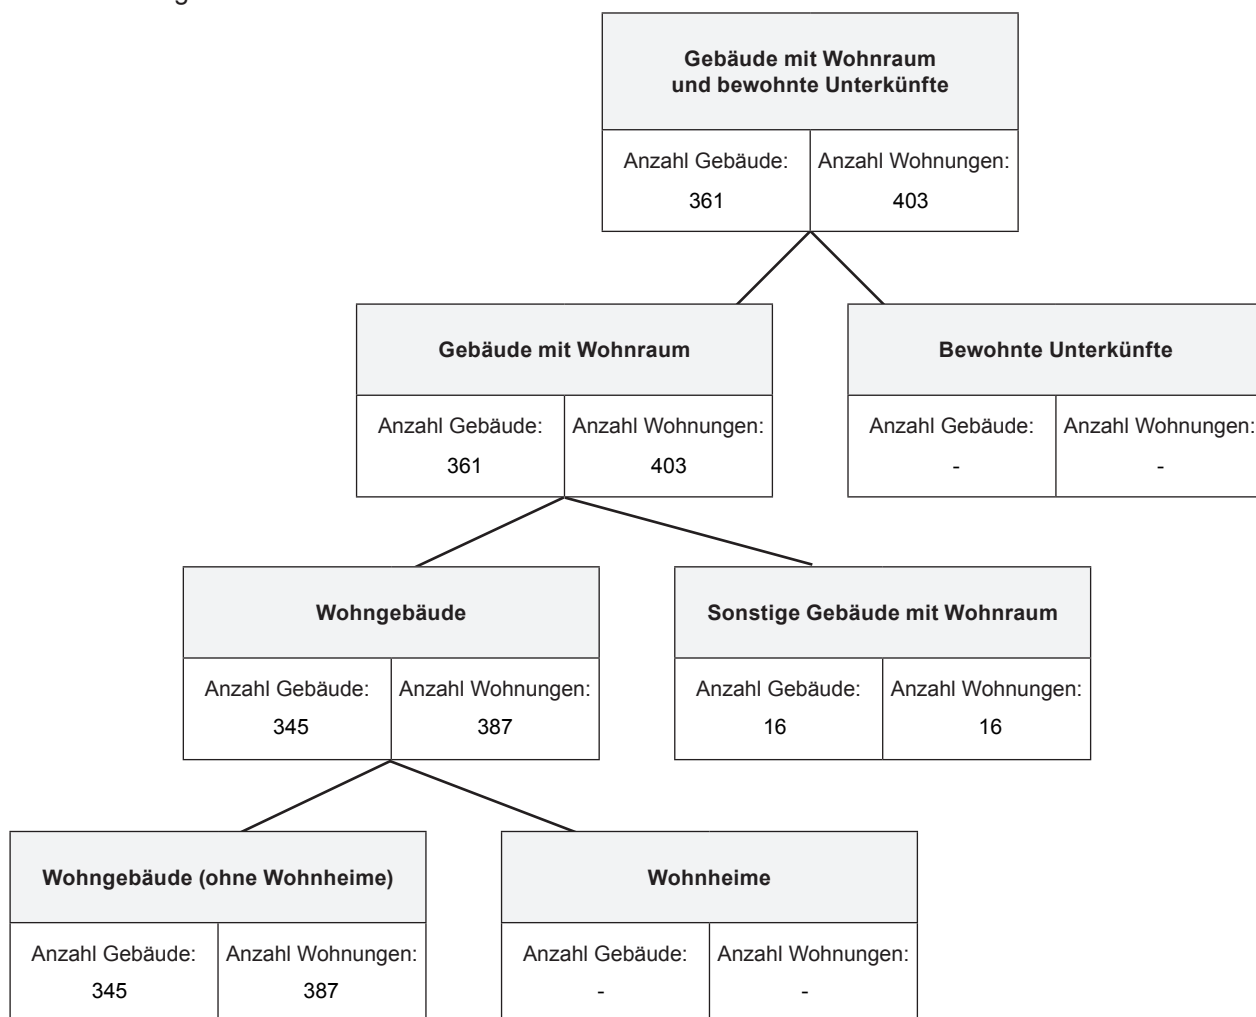 Gebäude mit Wohnraum
und bewohnte Unterkünfte
Anzahl Gebäude: Anzahl Wohnungen:
361 403
Gebäude mit Wohnraum
Bewohnte Unterkünfte
Anzahl Gebäude: Anzahl Wohnungen:
361 403
Anzahl Gebäude: Anzahl Wohnungen:
- -
Wohngebäude
Sonstige Gebäude mit Wohnraum
Anzahl Gebäude: Anzahl Wohnungen:
345 387
Anzahl Gebäude: Anzahl Wohnungen:
16 16
Wohngebäude (ohne Wohnheime)
Wohnheime
Anzahl Gebäude: Anzahl Wohnungen:
345 387
Anzahl Gebäude: Anzahl Wohnungen:
- -